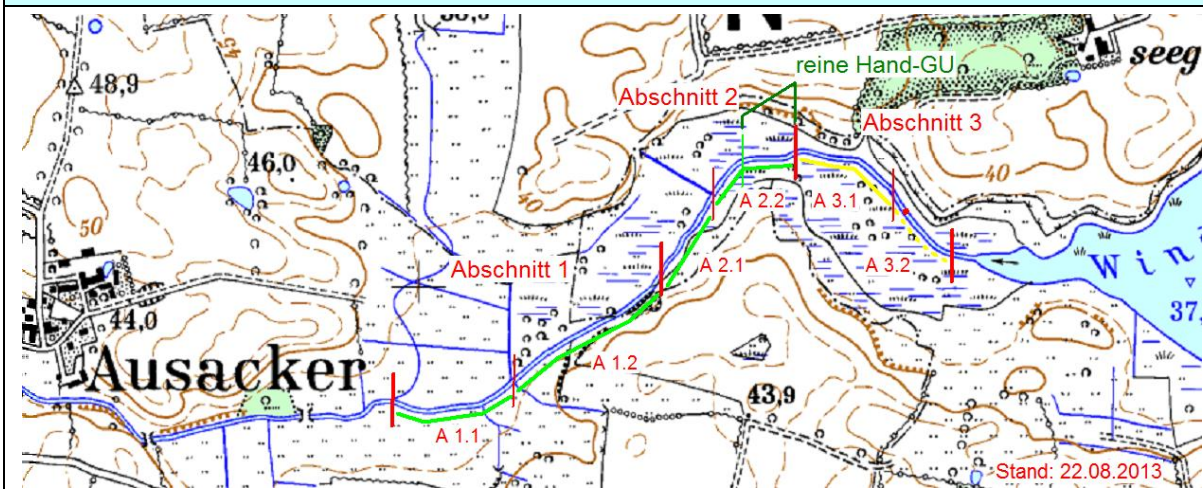 48,9
seeg
reine Hand-GU
Abschnitt 2
Abschnitt 3
46,0
40
50
40
A 2.2
A 3.1
Abschnitt 1
A 2.1
A 3.2
Win
37,
44,0
A 1.2
Ausacker
43,9
A 1.1
Stand: 22.08.2013